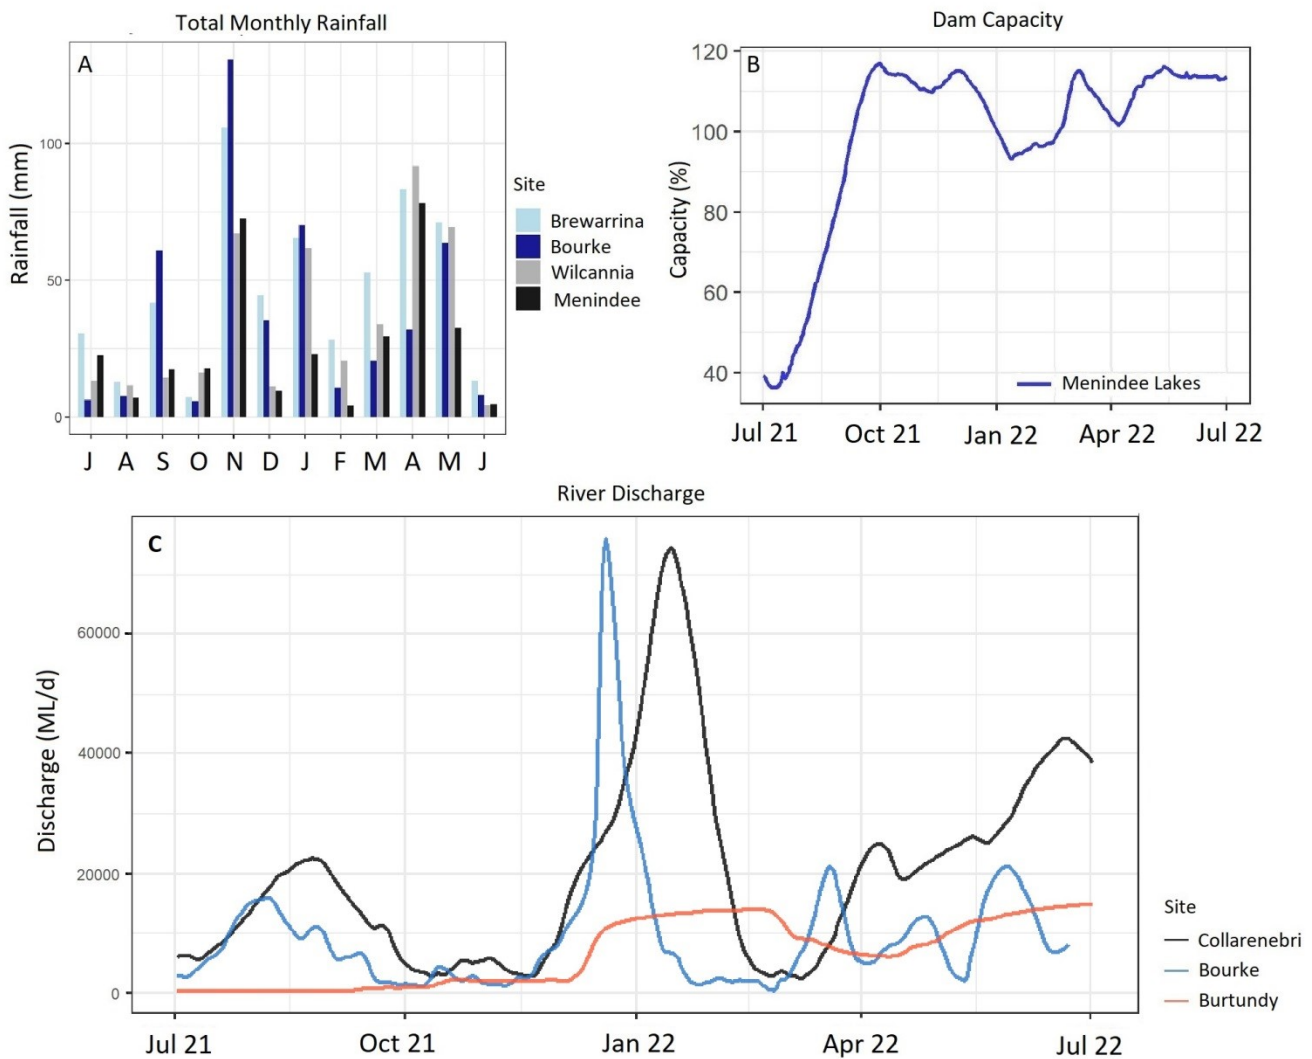 Total Monthly Rainfall
A
Rainfall (mm)
100
50
0
J A S O N D J F M A M J
Site
Brewarrina
Bourke
Wilcannia
Menindee
Dam Capacity
B
Capacity (%)
120
100
80
60
40
Menindee Lakes
Jul 21 Oct 21 Jan 22 Apr 22 Jul 22
River Discharge
C
Discharge (ML/d)
60000
40000
20000
0
Jul 21 Oct 21 Jan 22 Apr 22 Jul 22
Site
Collarenebri
Bourke
Burtundy